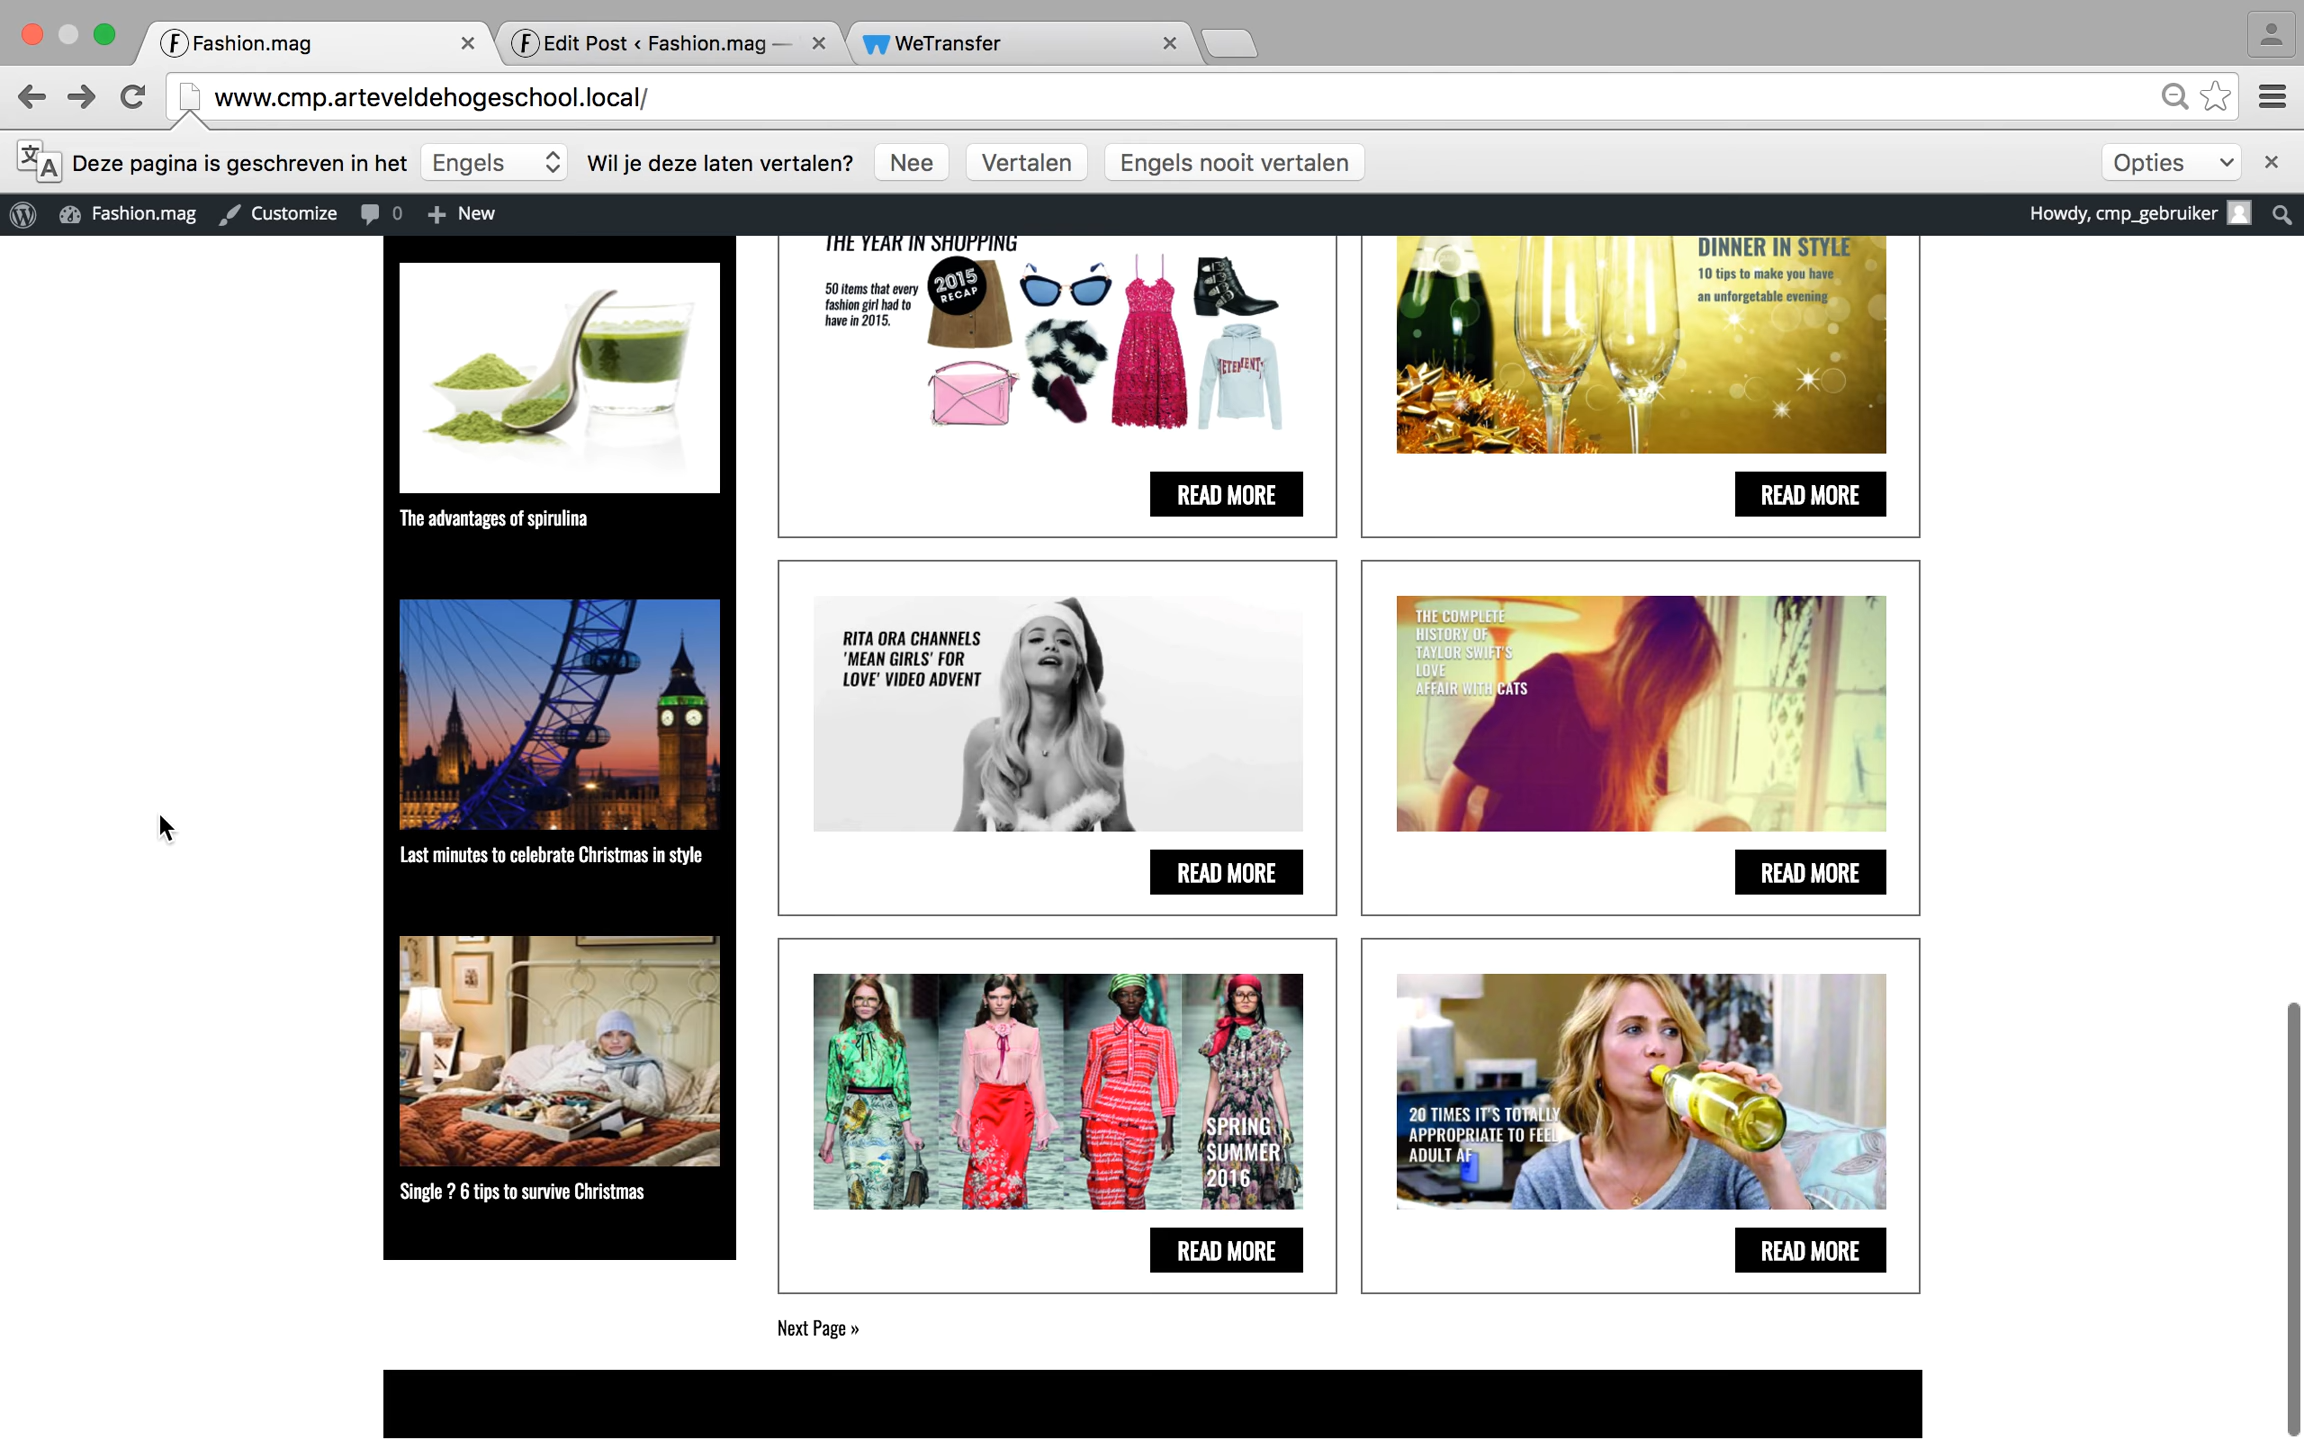 Fashion.mag
Edit Post ‹ Fashion.mag —
WeTransfer
www.cmp.arteveldehogeschool.local/
Deze pagina is geschreven in het Engels Wil je deze laten vertalen? Nee Vertalen Engels nooit vertalen Opties
Fashion.mag Customize 0 New Howdy, cmp_gebruiker
The advantages of spirulina
Last minutes to celebrate Christmas in style
Single ? 6 tips to survive Christmas
THE YEAR IN SHOPPING
50 items that every
fashion girl had to
have in 2015.
2015
RECAP
VETEMENTS
READ MORE
DINNER IN STYLE
10 tips to make you have
an unforgetable evening
READ MORE
RITA ORA CHANNELS
'MEAN GIRLS' FOR
LOVE' VIDEO ADVENT
READ MORE
THE COMPLETE
HISTORY OF
TAYLOR SWIFT'S
LOVE
AFFAIR WITH CATS
READ MORE
SPRING
SUMMER
2016
READ MORE
20 TIMES IT'S TOTALLY
APPROPRIATE TO FEEL
ADULT AF
READ MORE
Next Page »